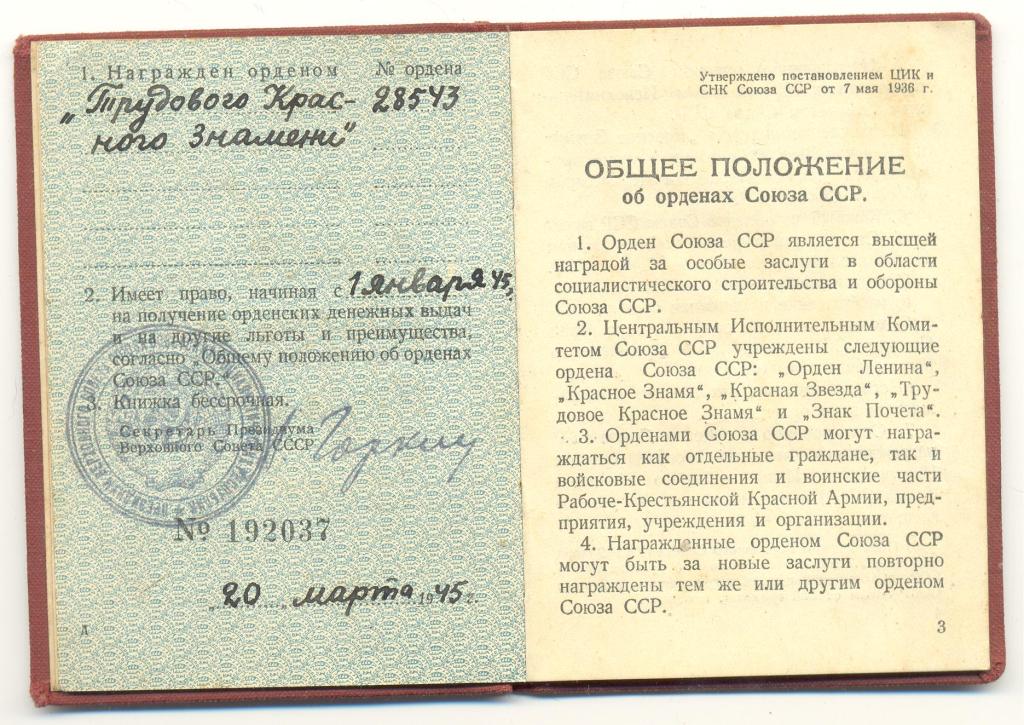 1. Награжден орденом № ордена
„Трудового Крас- 28543
ного Знамени"
2. Имеет право, начиная с 1 января 45,
на получение орденских денежных выдач
и на другие льготы и преимущества,
согласно „Общему положению об орденах
Союза ССР."
3. Книжка бессрочная.
Секретарь Президиума
Верховного Совета СССР
Горкин
№ 192037
„20 марта 1945 г.
А
Утверждено постановлением ЦИК и
СНК Союза ССР от 7 мая 1936 г.
ОБЩЕЕ ПОЛОЖЕНИЕ
об орденах Союза ССР.
1. Орден Союза ССР является высшей
наградой за особые заслуги в области
социалистического строительства и обороны
Союза ССР.
2. Центральным Исполнительным Коми-
тетом Союза ССР учреждены следующие
ордена Союза ССР: „Орден Ленина“,
„Красное Знамя“, „Красная Звезда“, „Тру-
довое Красное Знамя“ и „Знак Почета“.
3. Орденами Союза ССР могут награ-
ждаться как отдельные граждане, так и
войсковые соединения и воинские части
Рабоче-Крестьянской Красной Армии, пред-
приятия, учреждения и организации.
4. Награжденные орденом Союза ССР
могут быть за новые заслуги повторно
награждены тем же или другим орденом
Союза ССР.
3